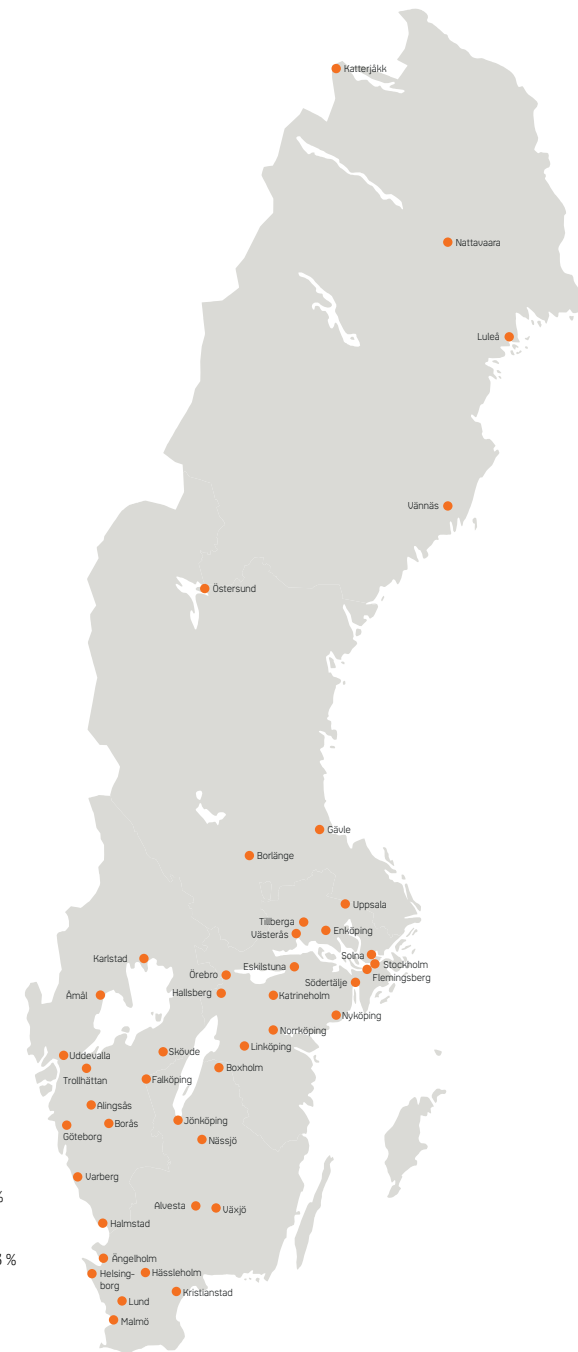 Katterjåkk
Nattavaara
Luleå
Vännäs
Östersund
Gävle
Borlänge
Uppsala
Tillberga
Enköping
Västerås
Solna
Karlstad
Stockholm
Eskilstuna
Flemingsberg
Örebro
Södertälje
Hallsberg
Katrineholm
Åmål
Nyköping
Norrköping
Linköping
Skövde
Uddevalla
Boxholm
Trollhättan
Falköping
Alingsås
Jönköping
Borås
Göteborg
Nässjö
Varberg
%
Alvesta
Växjö
Halmstad
Ängelholm
%
Helsing-
borg
Hässleholm
Kristianstad
Lund
Malmö